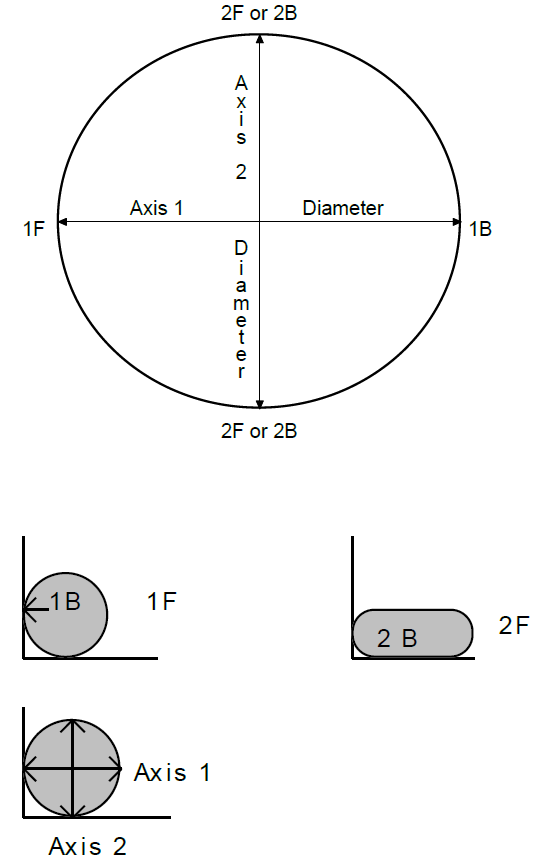 2F or 2B
Axis 2
Axis 1 Diameter
1F
1B
Diameter
2F or 2B
1B 1F
2 B 2F
Axis 1
Axis 2